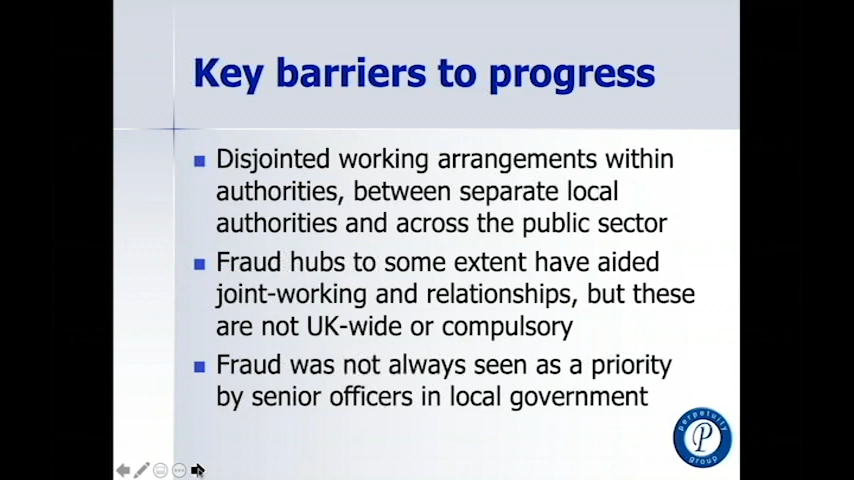 Key barriers to progress
Disjointed working arrangements within
authorities, between separate local
authorities and across the public sector
Fraud hubs to some extent have aided
joint-working and relationships, but these
are not UK-wide or compulsory
Fraud was not always seen as a priority
by senior officers in local government
perpetuity
P
group